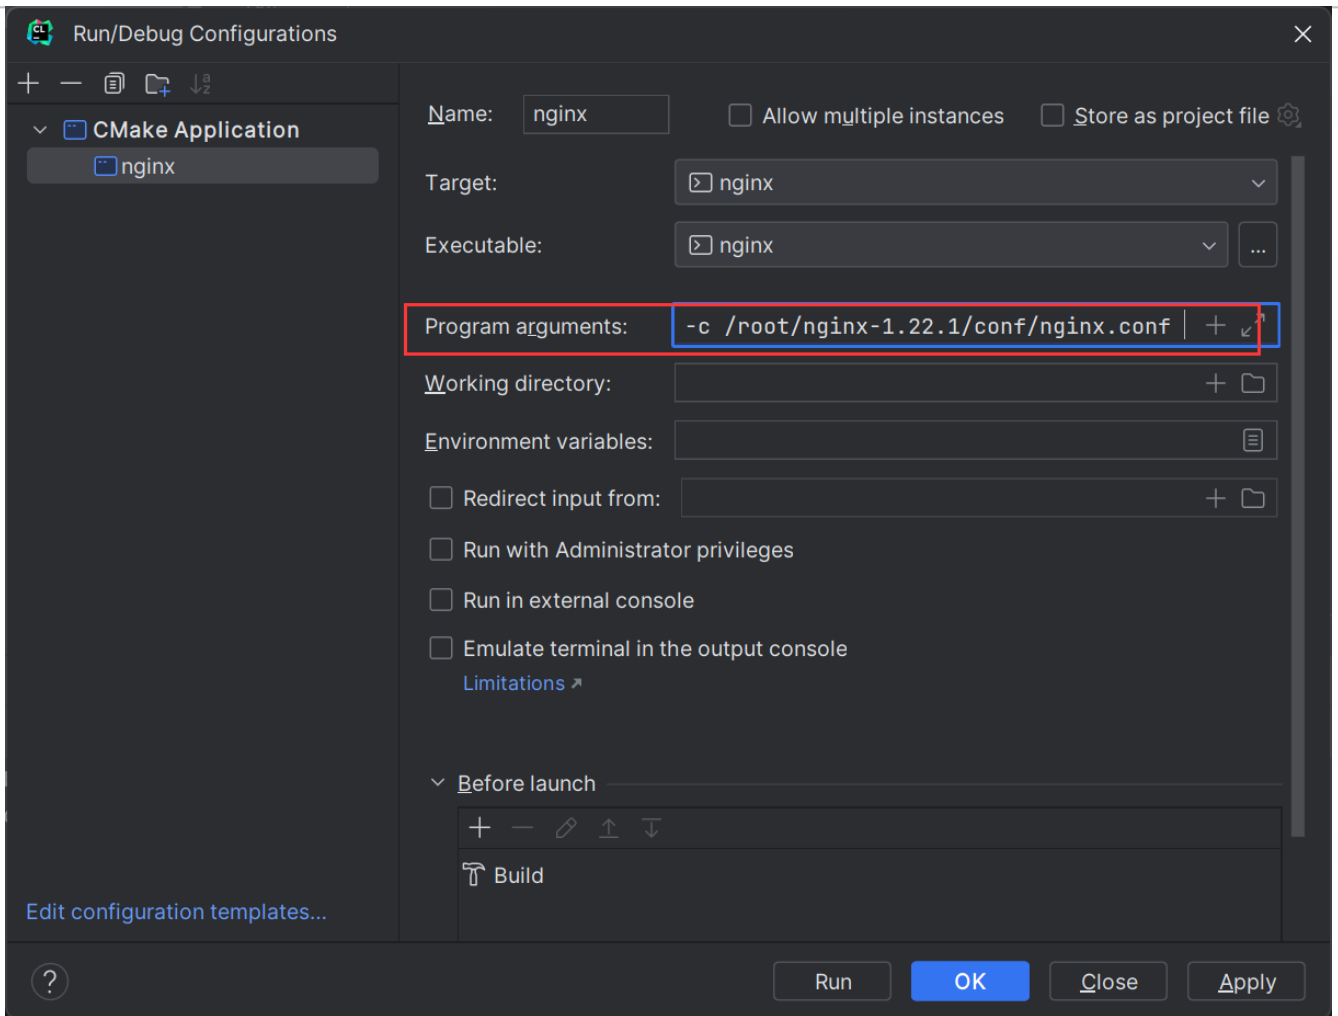 Run/Debug Configurations
Name: nginx Allow multiple instances Store as project file
CMake Application
nginx
Target: nginx
Executable: nginx ...
Program arguments: -c /root/nginx-1.22.1/conf/nginx.conf
Working directory:
Environment variables:
Redirect input from:
Run with Administrator privileges
Run in external console
Emulate terminal in the output console
Limitations
Before launch
Build
Edit configuration templates...
? Run OK Close Apply